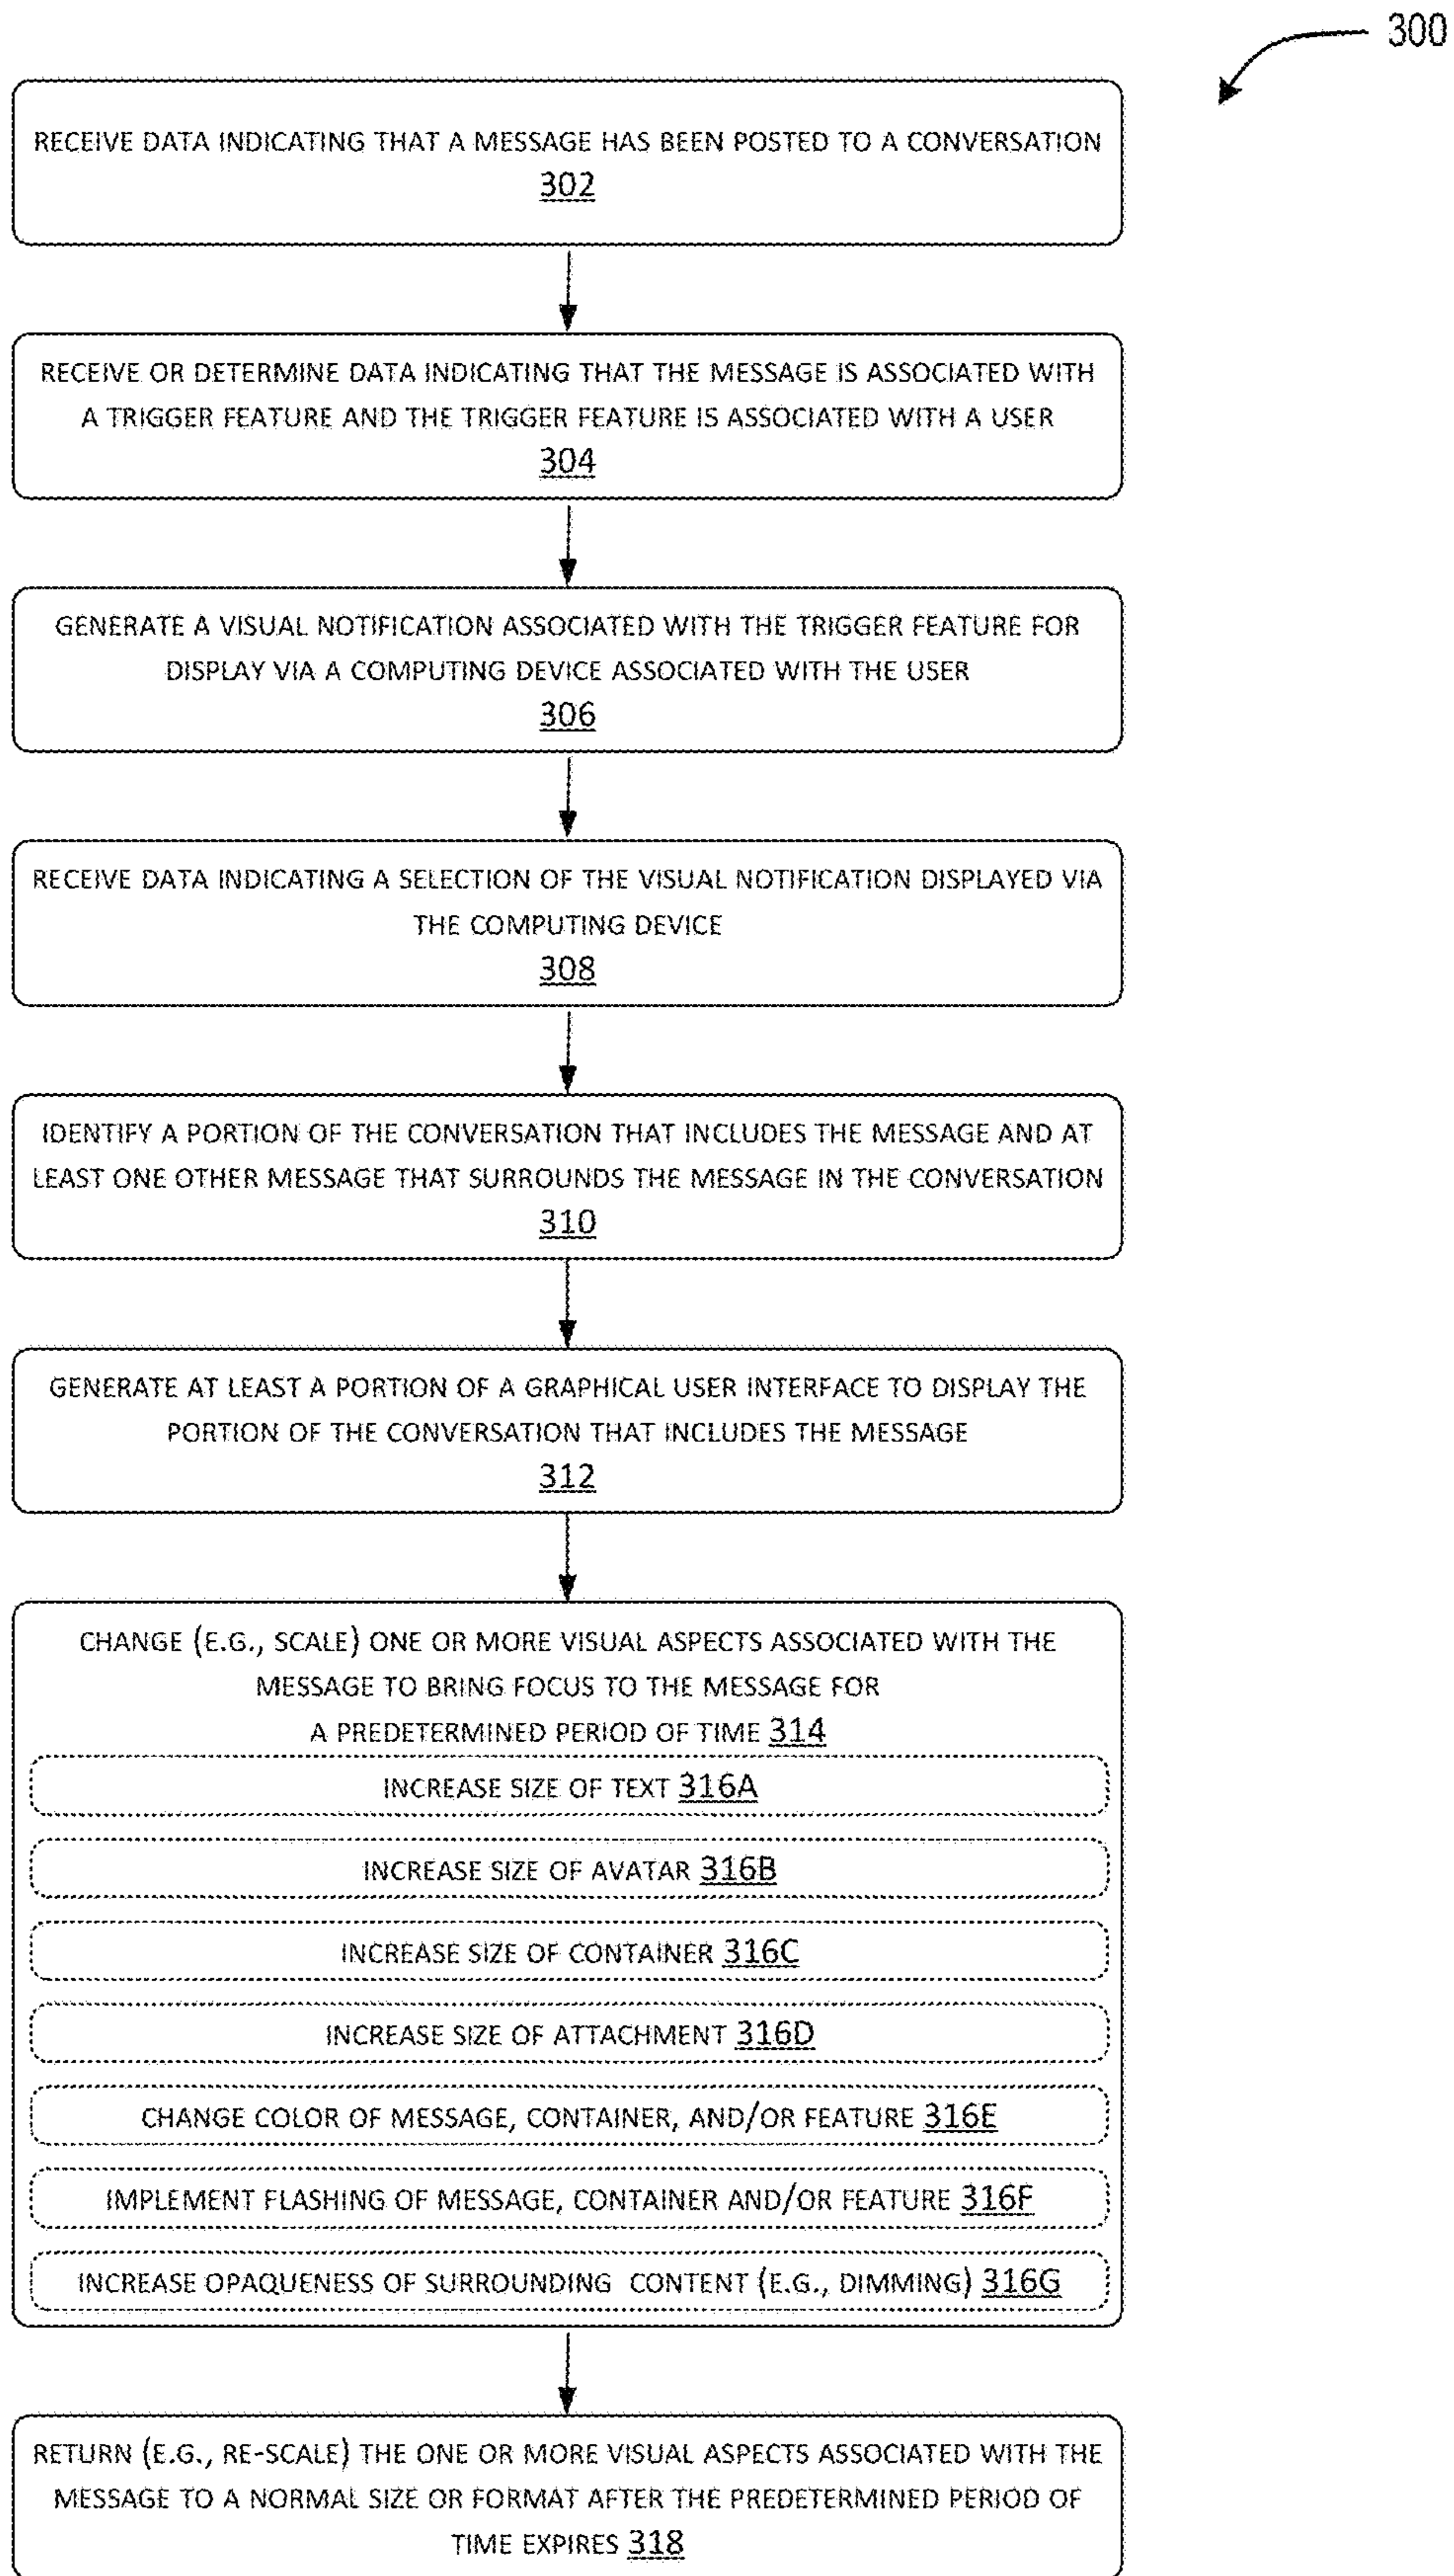 300
RECEIVE DATA INDICATING THAT A MESSAGE HAS BEEN POSTED TO A CONVERSATION
302
RECEIVE OR DETERMINE DATA INDICATING THAT THE MESSAGE IS ASSOCIATED WITH
A TRIGGER FEATURE AND THE TRIGGER FEATURE IS ASSOCIATED WITH A USER
304
GENERATE A VISUAL NOTIFICATION ASSOCIATED WITH THE TRIGGER FEATURE FOR
DISPLAY VIA A COMPUTING DEVICE ASSOCIATED WITH THE USER
306
RECEIVE DATA INDICATING A SELECTION OF THE VISUAL NOTIFICATION DISPLAYED VIA
THE COMPUTING DEVICE
308
IDENTIFY A PORTION OF THE CONVERSATION THAT INCLUDES THE MESSAGE AND AT
LEAST ONE OTHER MESSAGE THAT SURROUNDS THE MESSAGE IN THE CONVERSATION
310
GENERATE AT LEAST A PORTION OF A GRAPHICAL USER INTERFACE TO DISPLAY THE
PORTION OF THE CONVERSATION THAT INCLUDES THE MESSAGE
312
CHANGE (E.G., SCALE) ONE OR MORE VISUAL ASPECTS ASSOCIATED WITH THE
MESSAGE TO BRING FOCUS TO THE MESSAGE FOR
A PREDETERMINED PERIOD OF TIME 314
INCREASE SIZE OF TEXT 316A
INCREASE SIZE OF AVATAR 316B
INCREASE SIZE OF CONTAINER 316C
INCREASE SIZE OF ATTACHMENT 316D
CHANGE COLOR OF MESSAGE, CONTAINER, AND/OR FEATURE 316E
IMPLEMENT FLASHING OF MESSAGE, CONTAINER AND/OR FEATURE 316F
INCREASE OPAQUENESS OF SURROUNDING CONTENT (E.G., DIMMING) 316G
RETURN (E.G., RE-SCALE) THE ONE OR MORE VISUAL ASPECTS ASSOCIATED WITH THE
MESSAGE TO A NORMAL SIZE OR FORMAT AFTER THE PREDETERMINED PERIOD OF
TIME EXPIRES 318